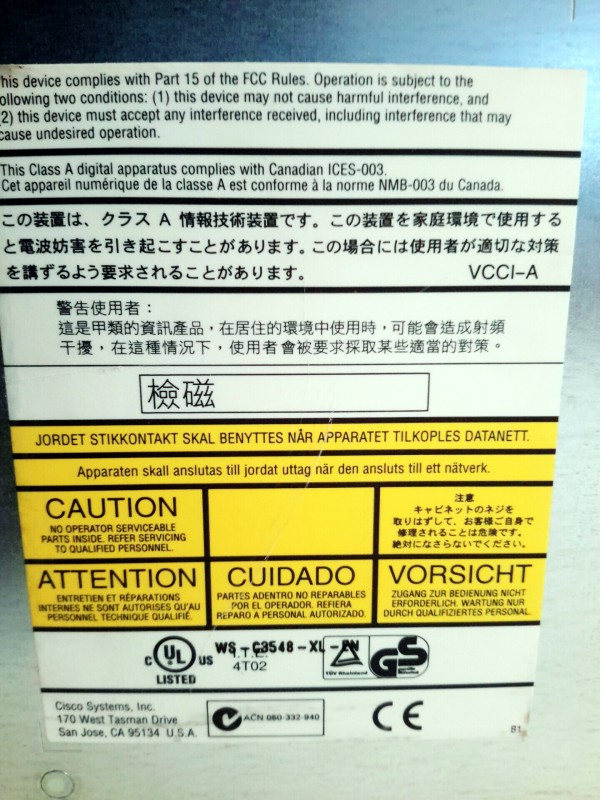 his device complies with Part 15 of the FCC Rules. Operation is subject to the
ollowing two conditions: (1) this device may not cause harmful interference, and
2) this device must accept any interference received, including interference that may
cause undesired operation.
This Class A digital apparatus complies with Canadian ICES-003.
Cet appareil numérique de la classe A est conforme à la norme NMB-003 du Canada.
この装置は、クラス A 情報技術装置です。この装置を家庭環境で使用する
と電波妨害を引き起こすことがあります。この場合には使用者が適切な対策
を講ずるよう要求されることがあります。 VCCI-A
警告使用者：
這是甲類的資訊產品，在居住的環境中使用時，可能會造成射頻
干擾，在這種情況下，使用者會被要求採取某些適當的對策。
檢磁
JORDET STIKKONTAKT SKAL BENYTTES NÅR APPARATET TILKOPLES DATANETT.
Apparaten skall anslutas till jordat uttag när den ansluts till ett nätverk.
CAUTION
NO OPERATOR SERVICEABLE
PARTS INSIDE. REFER SERVICING
TO QUALIFIED PERSONNEL.
注意
キャビネットのネジを
取りはずして、お客様ご自身で
修理されることは危険です。
絶対になさらないでください。
ATTENTION
ENTRETIEN ET RÉPARATIONS
INTERNES NE SONT AUTORISES QU'AU
PERSONNEL TECHNIQUE QUALIFIÉ.
CUIDADO
PARTES ADENTRO NO REPARABLES
POR EL OPERADOR. REFIERA
REPARO A PERSONAL AUTORIZADO.
VORSICHT
ZUGANG ZUR BEDIENUNG NICHT
ERFORDERLICH. WARTUNG NUR
DURCH QUALIFIZIERTES PERSONAL.
c UL US
LISTED
WS-C3548-XL-EN
I.T.E.
4T02
TÜV Rheinland
GS
Cisco Systems, Inc.
170 West Tasman Drive
San Jose, CA 95134 U.S.A.
ACN 060 332 940
CE
B1